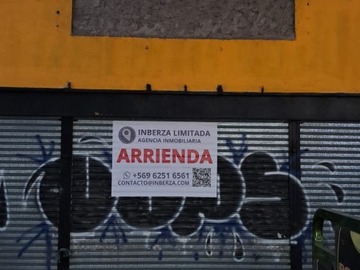 INBERZA LIMITADA
AGENCIA INMOBILIARIA
ARRIENDA
+569 6251 6561
CONTACTO@INBERZA.COM